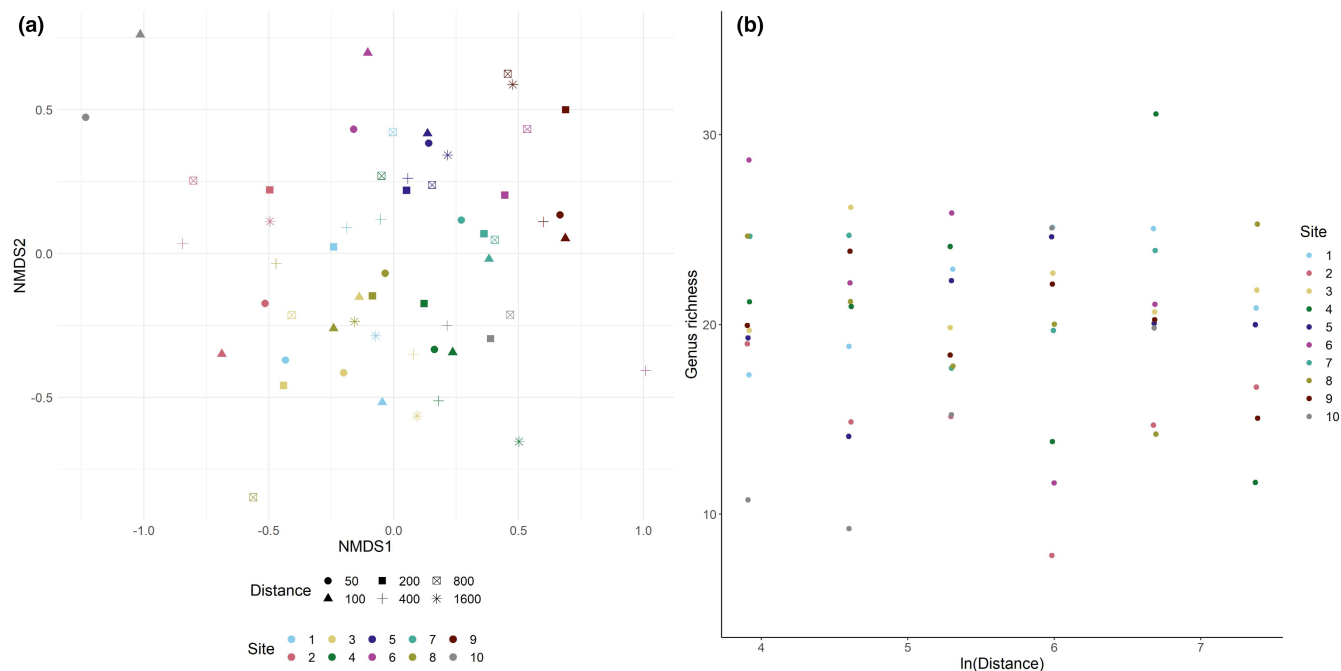 (a)
NMDS2
0.5
0.0
-0.5
-1.0 -0.5 0.0 0.5 1.0
NMDS1
Distance 50 200 800
100 400 1600
Site 1 3 5 7 9
2 4 6 8 10
(b)
Genus richness
30
20
10
4 5 6 7
ln(Distance)
Site
1
2
3
4
5
6
7
8
9
10